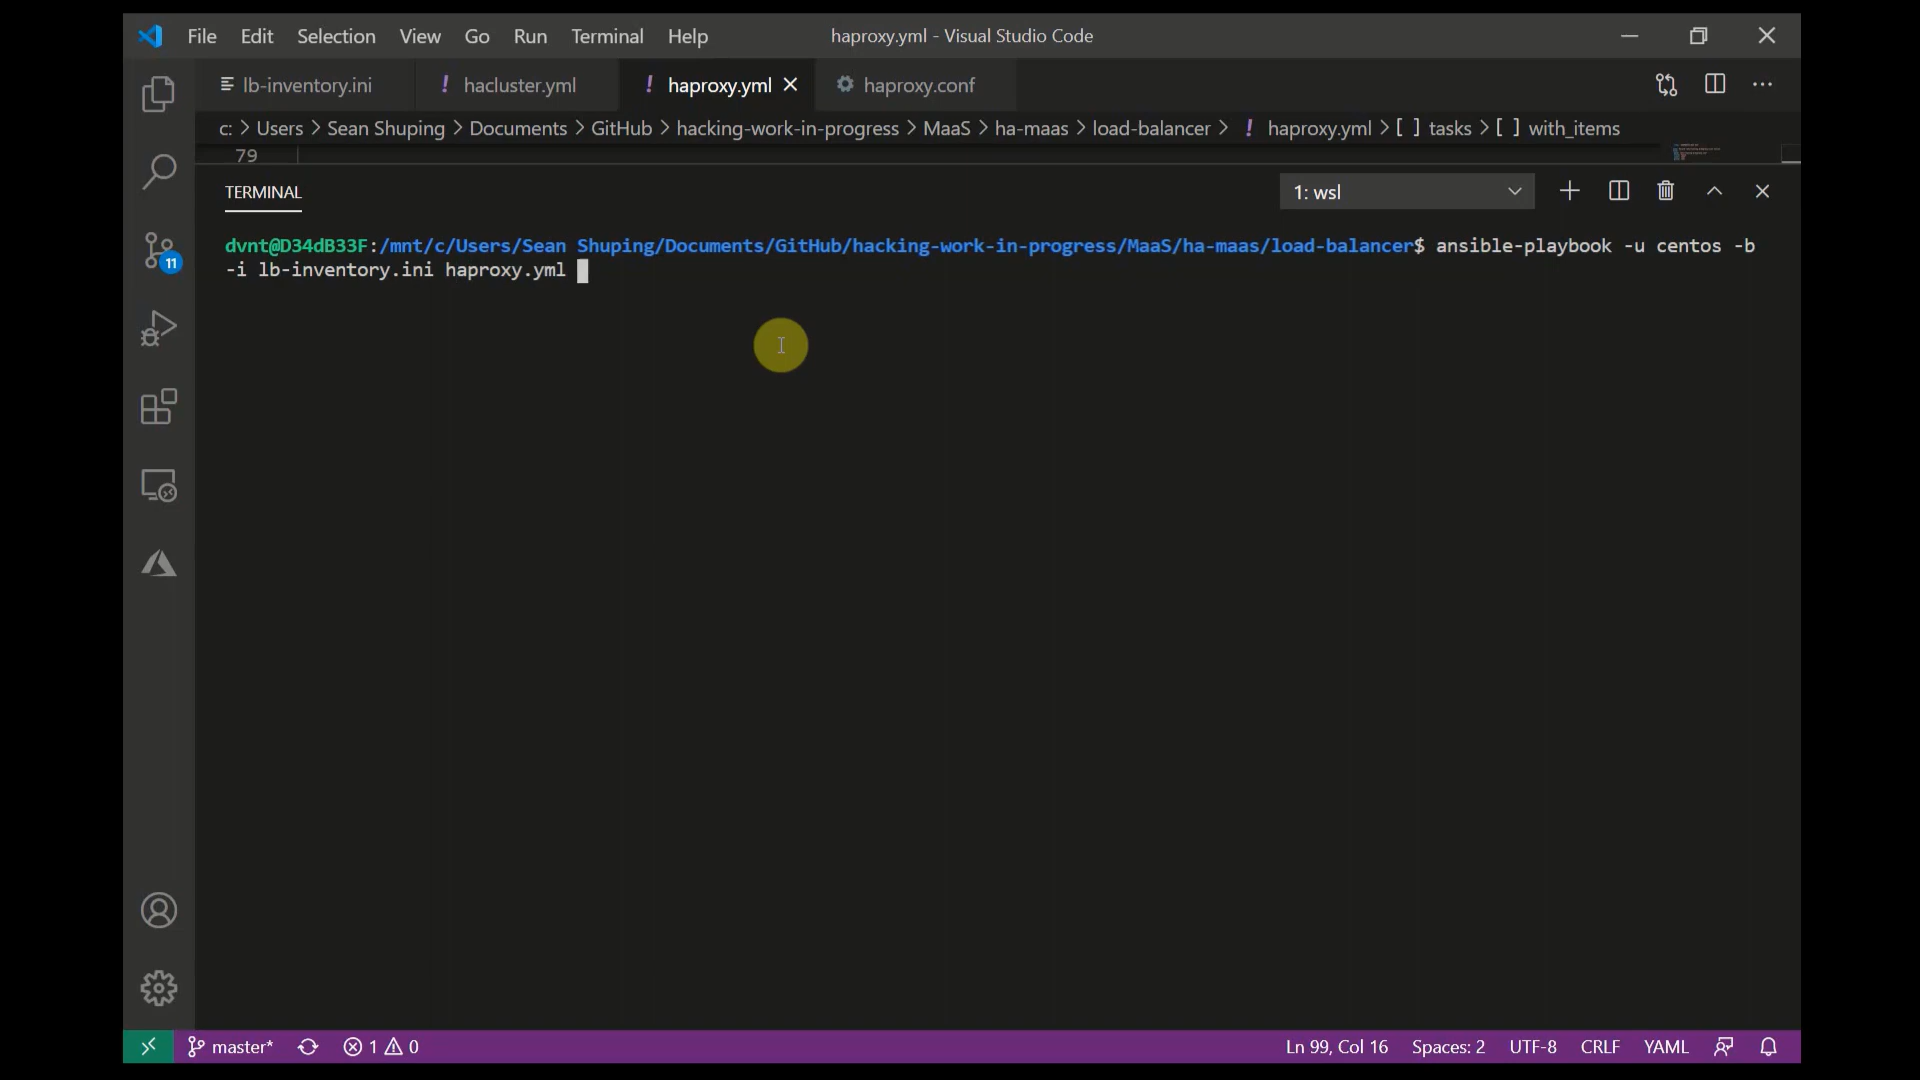 File Edit Selection View Go Run Terminal Help haproxy.yml - Visual Studio Code
lb-inventory.ini ! hacluster.yml ! haproxy.yml haproxy.conf
c: > Users > Sean Shuping > Documents > GitHub > hacking-work-in-progress > MaaS > ha-maas > load-balancer > ! haproxy.yml > [ ] tasks > [ ] with_items
79
TERMINAL 1: wsl
dvnt@D34dB33F:/mnt/c/Users/Sean Shuping/Documents/GitHub/hacking-work-in-progress/MaaS/ha-maas/load-balancer$ ansible-playbook -u centos -b
-i lb-inventory.ini haproxy.yml
11
master* 1 0 Ln 99, Col 16 Spaces: 2 UTF-8 CRLF YAML